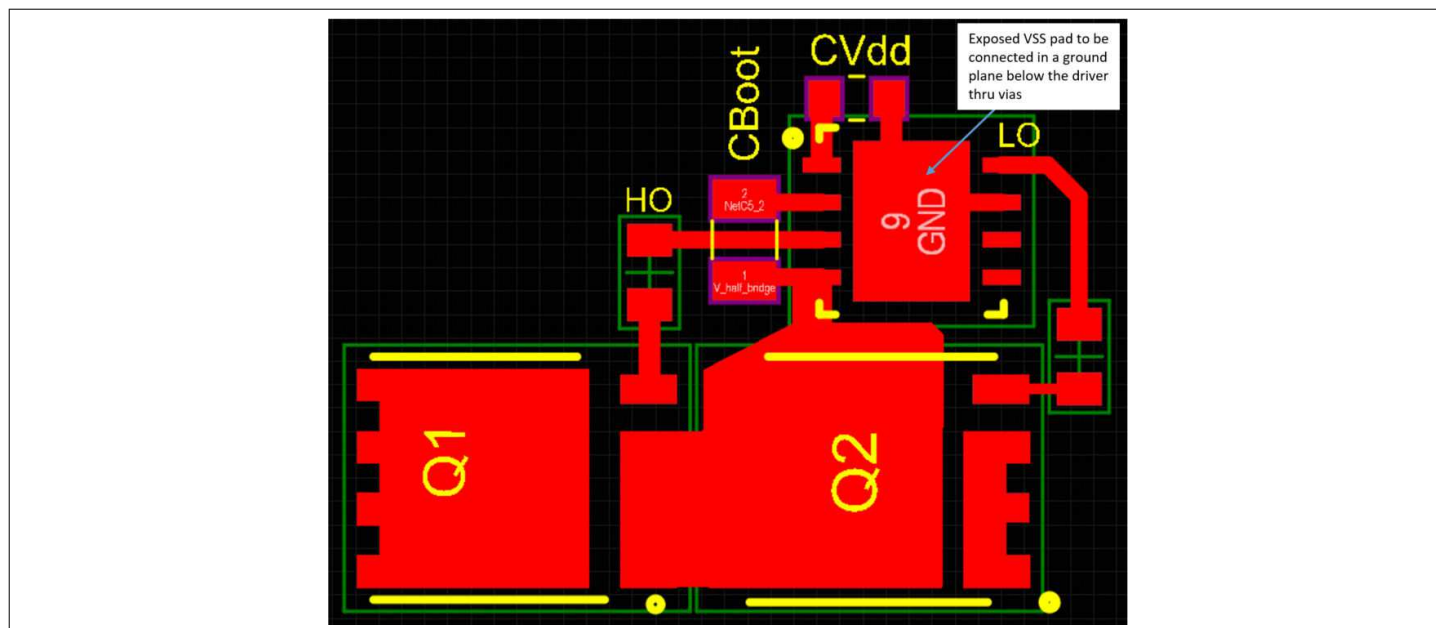 CVdd
Exposed VSS pad to be
connected in a ground
plane below the driver
thru vias
CBoot
LO
HO
2
NetC5_2
9
GND
1
V_half_bridge
Q1
Q2